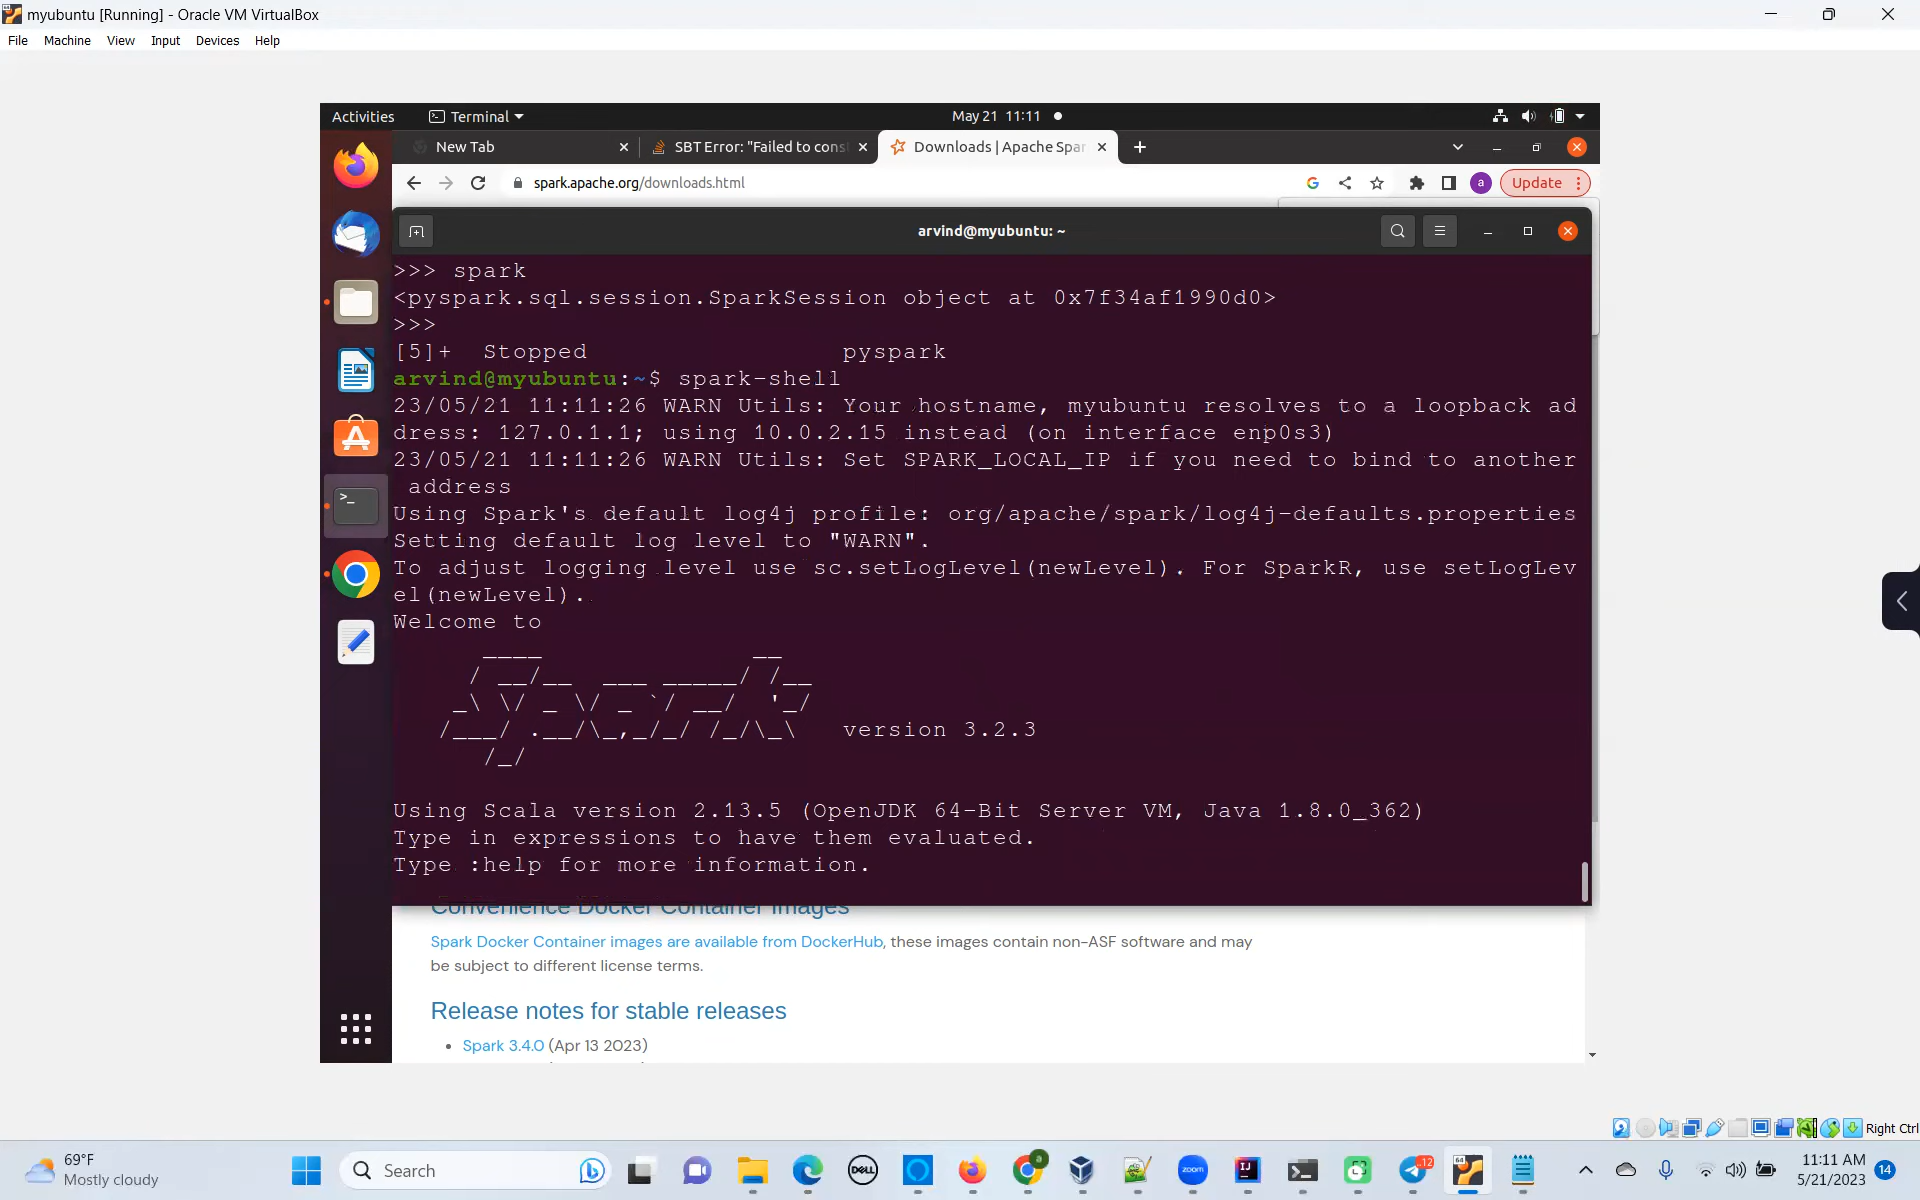 myubuntu [Running] - Oracle VM VirtualBox
File Machine View Input Devices Help
Activities Terminal May 21 11:11
New Tab SBT Error: "Failed to const Downloads | Apache Spar
spark.apache.org/downloads.html a Update
arvind@myubuntu: ~
>>> spark
<pyspark.sql.session.SparkSession object at 0x7f34af1990d0>
>>>
[5]+ Stopped pyspark
arvind@myubuntu:~$ spark-shell
23/05/21 11:11:26 WARN Utils: Your hostname, myubuntu resolves to a loopback ad
dress: 127.0.1.1; using 10.0.2.15 instead (on interface enp0s3)
23/05/21 11:11:26 WARN Utils: Set SPARK_LOCAL_IP if you need to bind to another
address
Using Spark's default log4j profile: org/apache/spark/log4j-defaults.properties
Setting default log level to "WARN".
To adjust logging level use sc.setLogLevel(newLevel). For SparkR, use setLogLev
el(newLevel).
Welcome to
Spark version 3.2.3
Using Scala version 2.13.5 (OpenJDK 64-Bit Server VM, Java 1.8.0_362)
Type in expressions to have them evaluated.
Type :help for more information.
Convenience Docker Container Images
Spark Docker Container images are available from DockerHub, these images contain non-ASF software and may
be subject to different license terms.
Release notes for stable releases
• Spark 3.4.0 (Apr 13 2023)
Right Ctrl
69°F
Mostly cloudy
Search
DELL
zoom
12
11:11 AM
5/21/2023
14